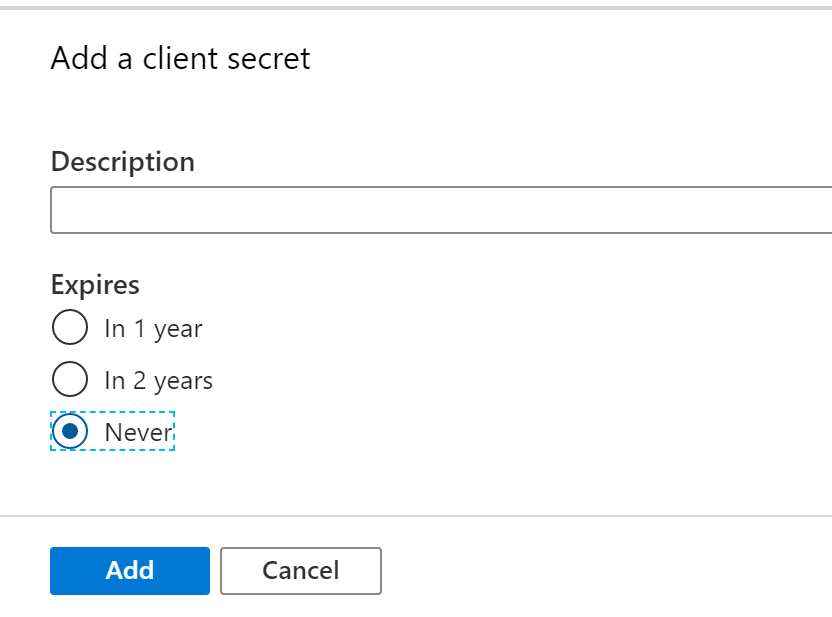 Add a client secret
Description
Expires
In 1 year
In 2 years
Never
Add
Cancel